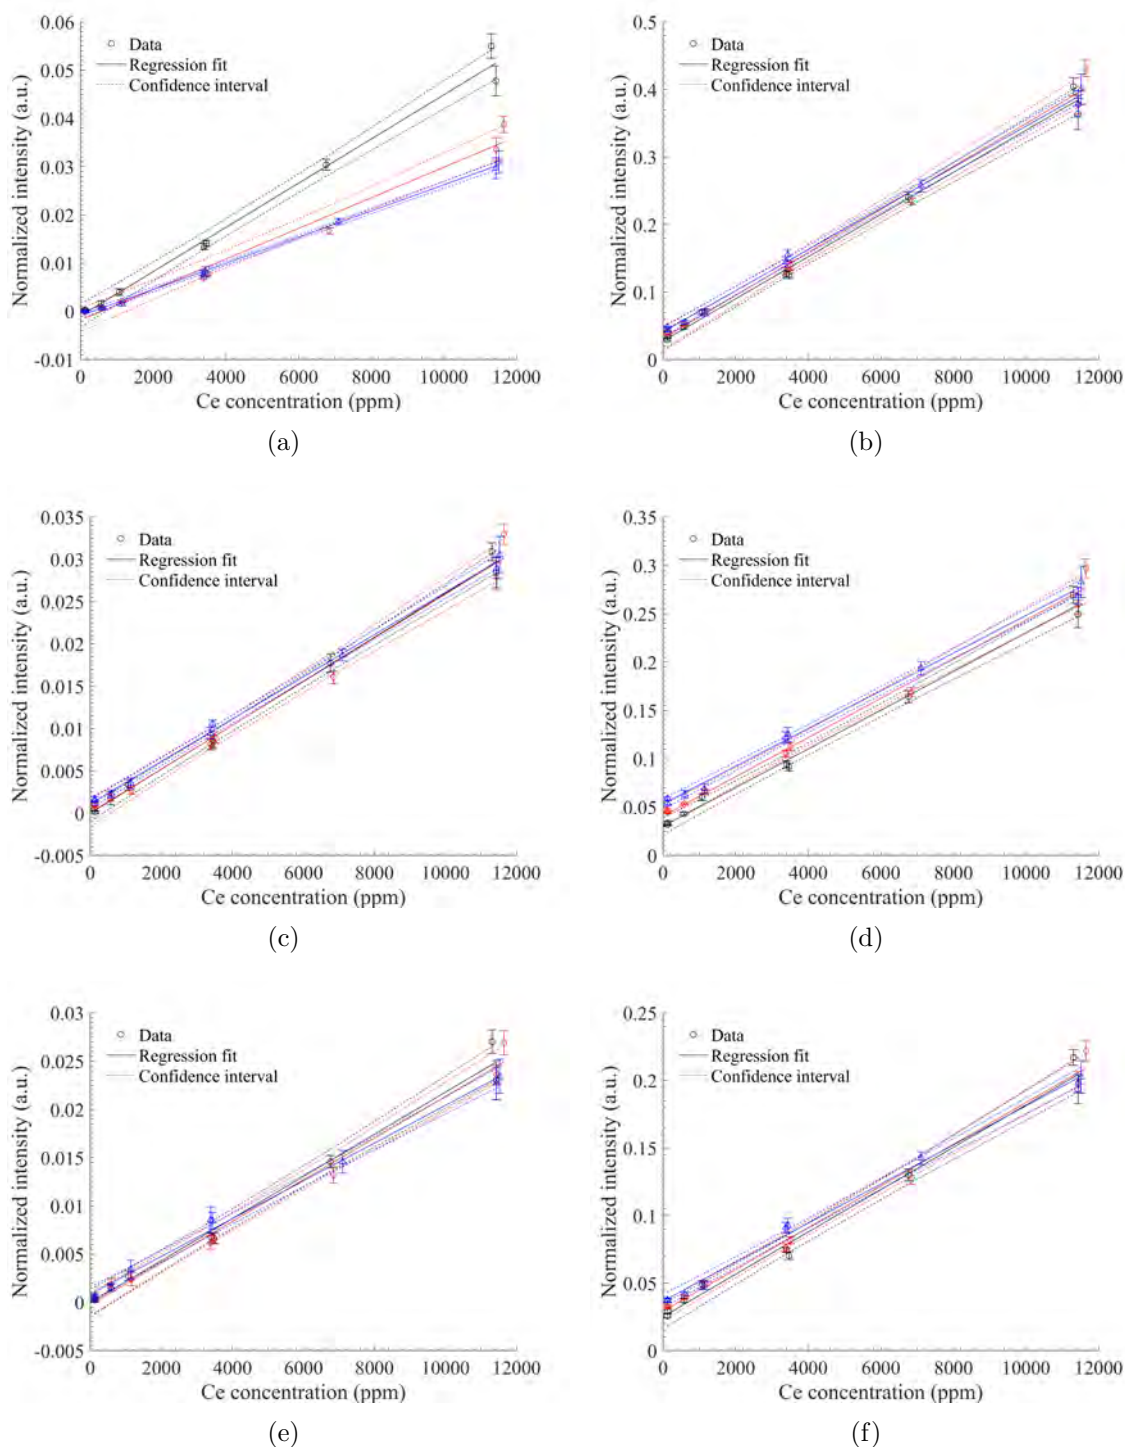 Normalized intensity (a.u.)
0.06
0.05
0.04
0.03
0.02
0.01
0
-0.01
Data
Regression fit
Confidence interval
0 2000 4000 6000 8000 10000 12000
Ce concentration (ppm)
(a)
Normalized intensity (a.u.)
0.5
0.4
0.3
0.2
0.1
0
Data
Regression fit
Confidence interval
0 2000 4000 6000 8000 10000 12000
Ce concentration (ppm)
(b)
Normalized intensity (a.u.)
0.035
0.03
0.025
0.02
0.015
0.01
0.005
0
-0.005
Data
Regression fit
Confidence interval
0 2000 4000 6000 8000 10000 12000
Ce concentration (ppm)
(c)
Normalized intensity (a.u.)
0.35
0.3
0.25
0.2
0.15
0.1
0.05
0
Data
Regression fit
Confidence interval
0 2000 4000 6000 8000 10000 12000
Ce concentration (ppm)
(d)
Normalized intensity (a.u.)
0.03
0.025
0.02
0.015
0.01
0.005
0
-0.005
Data
Regression fit
Confidence interval
0 2000 4000 6000 8000 10000 12000
Ce concentration (ppm)
(e)
Normalized intensity (a.u.)
0.25
0.2
0.15
0.1
0.05
0
Data
Regression fit
Confidence interval
0 2000 4000 6000 8000 10000 12000
Ce concentration (ppm)
(f)